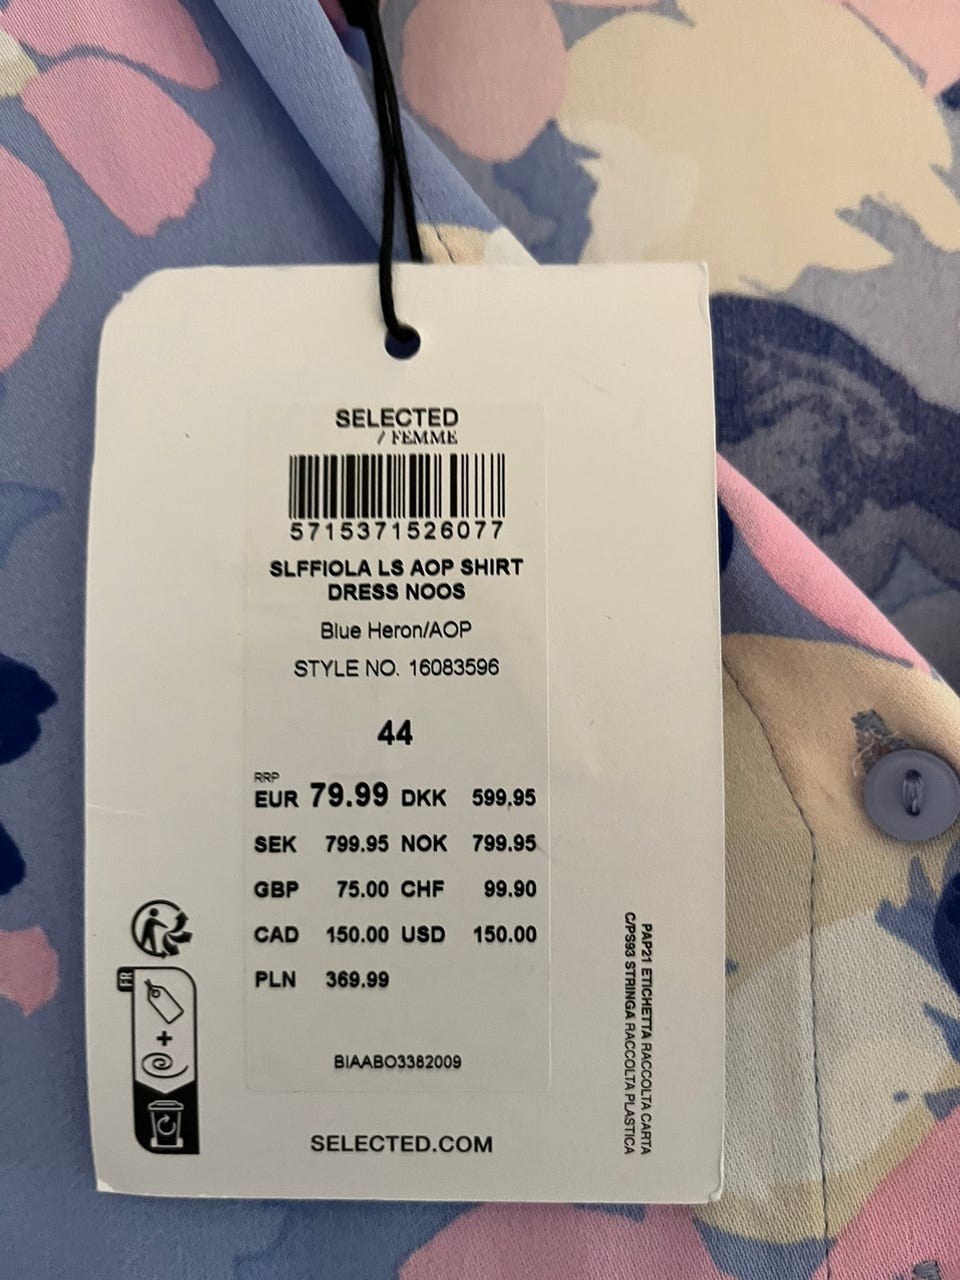 SELECTED
/ FEMME
5715371526077
SLFFIOLA LS AOP SHIRT
DRESS NOOS
Blue Heron/AOP
STYLE NO. 16083596
44
RRP
EUR 79.99 DKK 599.95
SEK 799.95 NOK 799.95
GBP 75.00 CHF 99.90
CAD 150.00 USD 150.00
PLN 369.99
BIAABO3382009
SELECTED.COM
FR
+
PAP21 ETICHETTA RACCOLTA CARTA
C/PS93 STRINGA RACCOLTA PLASTICA